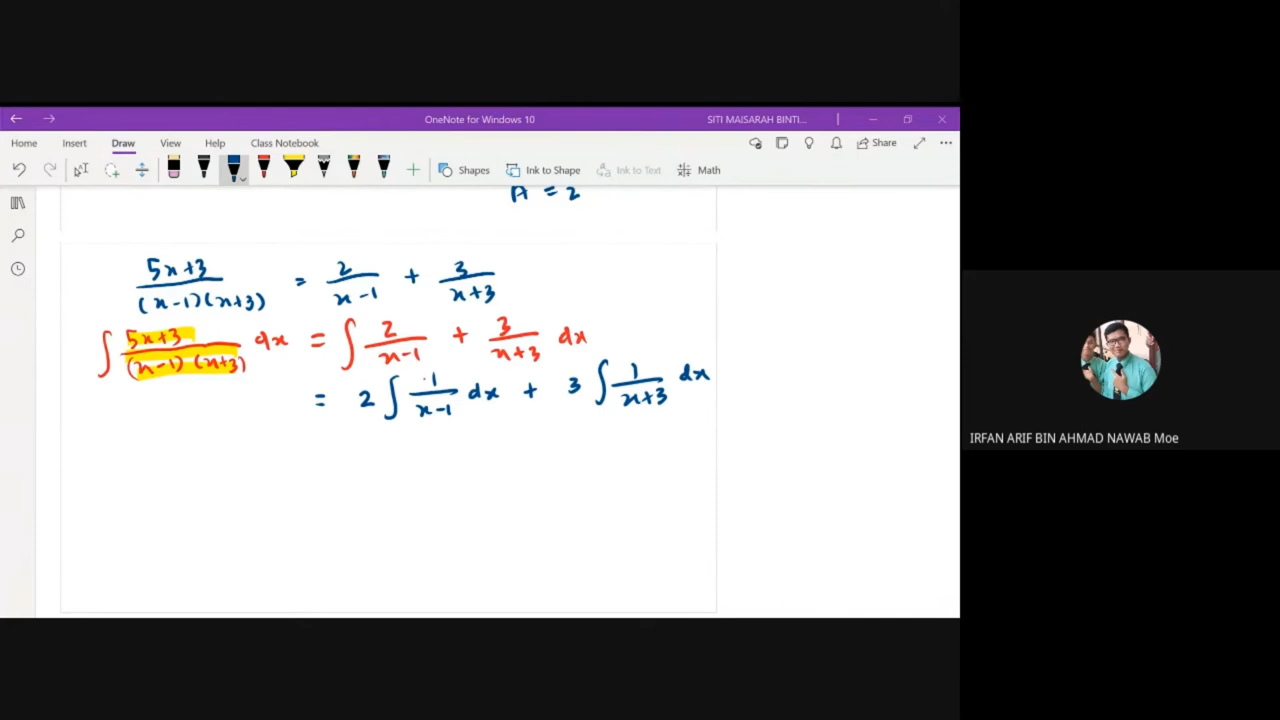 OneNote for Windows 10
SITI MAISARAH BINTI...
Home Insert Draw View Help Class Notebook
Share
Shapes Ink to Shape Ink to Text Math
A = 2
5x+3/(x-1)(x+3) = 2/x-1 + 3/x+3
∫ 5x+3/(x-1)(x+3) dx = ∫ 2/x-1 + 3/x+3 dx
= 2 ∫ 1/x-1 dx + 3 ∫ 1/x+3 dx
IRFAN ARIF BIN AHMAD NAWAB Moe